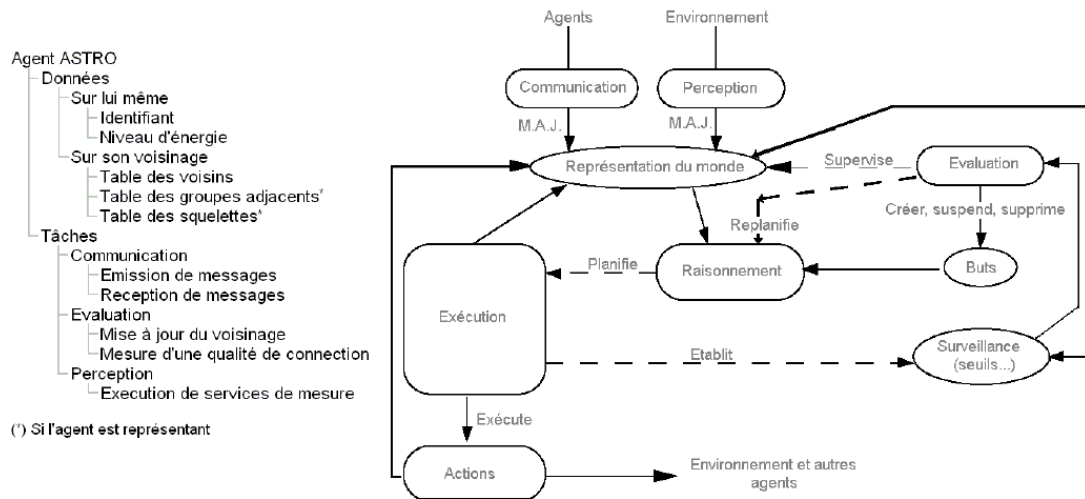 Agent ASTRO
Données
Sur lui même
Identifiant
Niveau d'énergie
Sur son voisinage
Table des voisins
Table des groupes adjacents*
Table des squelettes*
Tâches
Communication
Emission de messages
Reception de messages
Evaluation
Mise à jour du voisinage
Mesure d'une qualité de connection
Perception
Execution de services de mesure
(*) Si l'agent est représentant
Agents
Environnement
Communication
Perception
M.A.J.
M.A.J.
Représentation du monde
Supervise
Evaluation
Replanifie
Créer, suspend, supprime
Planifie
Raisonnement
Buts
Exécution
Etablit
Surveillance
(seuils...)
Exécute
Actions
Environnement et autres
agents